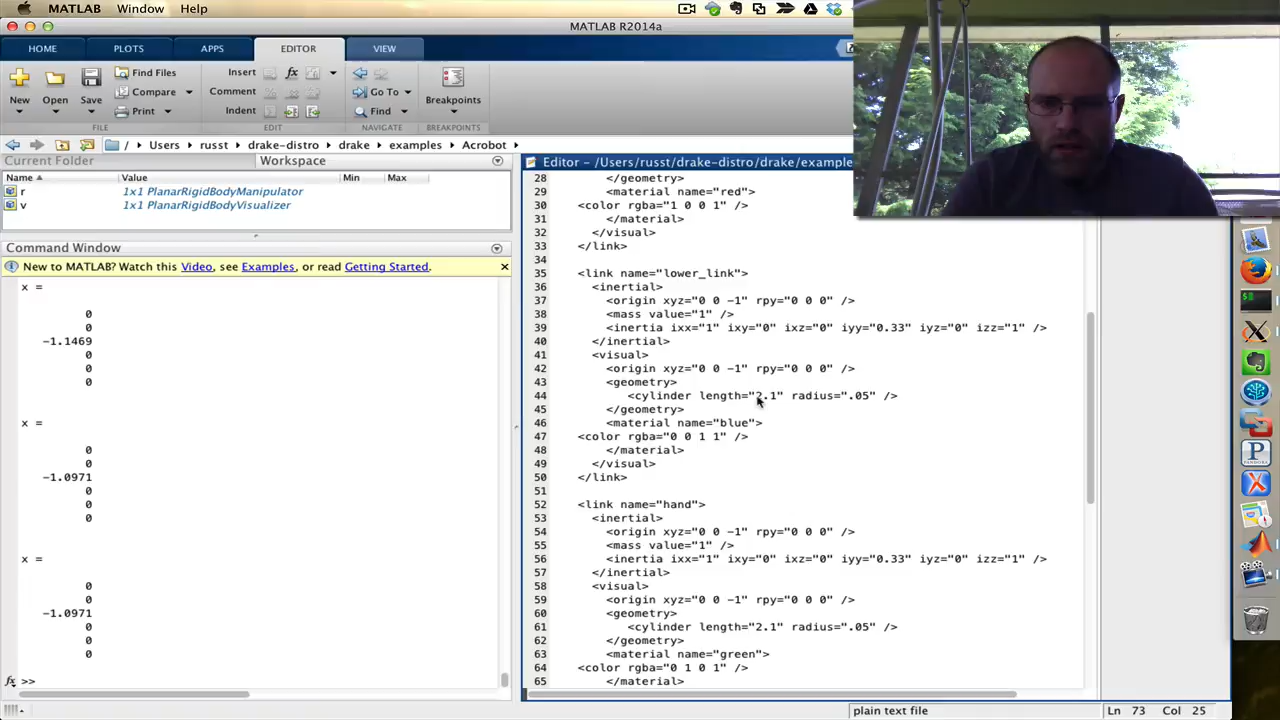 MATLAB Window Help
MATLAB R2014a
HOME PLOTS APPS EDITOR VIEW
New Open Save Find Files Compare Print
Insert fx Comment Indent
Go To Find Breakpoints
FILE EDIT NAVIGATE BREAKPOINTS
/ Users russt drake-distro drake examples Acrobot
Current Folder Workspace
Name Value Min Max
r 1x1 PlanarRigidBodyManipulator
v 1x1 PlanarRigidBodyVisualizer
Command Window
New to MATLAB? Watch this Video, see Examples, or read Getting Started.
x =
0
0
-1.1469
0
0
0
x =
0
0
-1.0971
0
0
0
x =
0
0
-1.0971
0
0
0
fx >>
Editor - /Users/russt/drake-distro/drake/example
28 </geometry>
29 <material name="red">
30 <color rgba="1 0 0 1" />
31 </material>
32 </visual>
33 </link>
34
35 <link name="lower_link">
36 <inertial>
37 <origin xyz="0 0 -1" rpy="0 0 0" />
38 <mass value="1" />
39 <inertia ixx="1" ixy="0" ixz="0" iyy="0.33" iyz="0" izz="1" />
40 </inertial>
41 <visual>
42 <origin xyz="0 0 -1" rpy="0 0 0" />
43 <geometry>
44 <cylinder length="2.1" radius=".05" />
45 </geometry>
46 <material name="blue">
47 <color rgba="0 0 1 1" />
48 </material>
49 </visual>
50 </link>
51
52 <link name="hand">
53 <inertial>
54 <origin xyz="0 0 -1" rpy="0 0 0" />
55 <mass value="1" />
56 <inertia ixx="1" ixy="0" ixz="0" iyy="0.33" iyz="0" izz="1" />
57 </inertial>
58 <visual>
59 <origin xyz="0 0 -1" rpy="0 0 0" />
60 <geometry>
61 <cylinder length="2.1" radius=".05" />
62 </geometry>
63 <material name="green">
64 <color rgba="0 1 0 1" />
65 </material>
plain text file Ln 73 Col 25